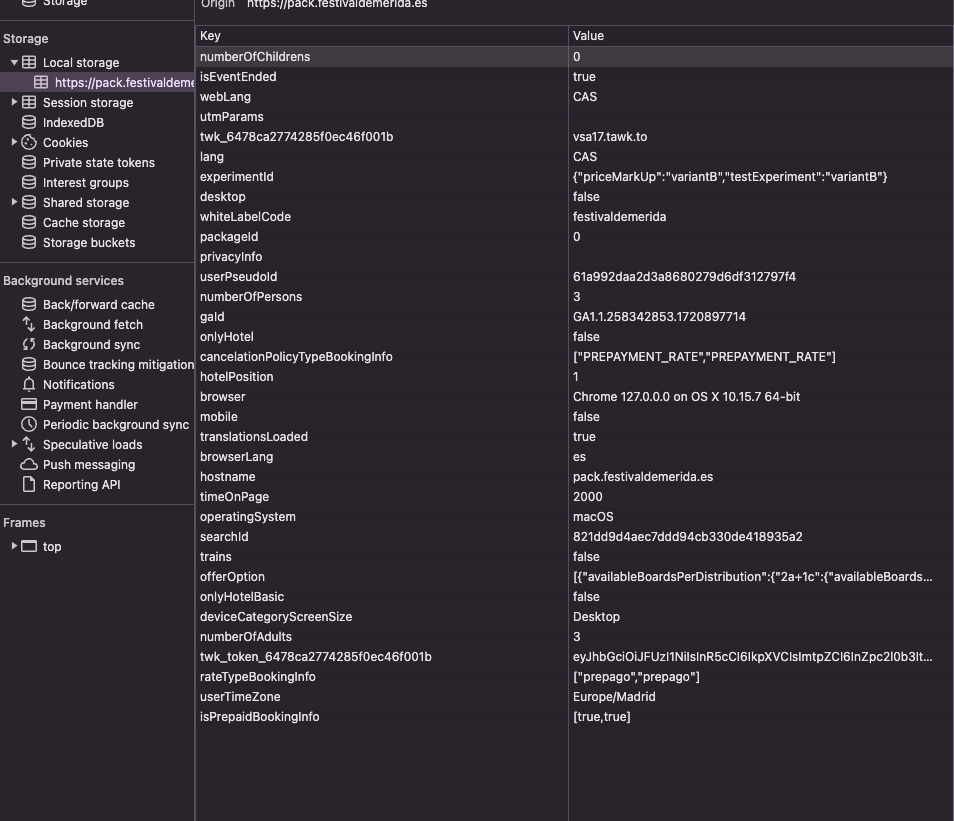 Storage
Origin https://pack.festivaldemerida.es
Storage
Local storage
https://pack.festivaldeme
Session storage
IndexedDB
Cookies
Private state tokens
Interest groups
Shared storage
Cache storage
Storage buckets
Background services
Back/forward cache
Background fetch
Background sync
Bounce tracking mitigation
Notifications
Payment handler
Periodic background sync
Speculative loads
Push messaging
Reporting API
Frames
top
Key Value
numberOfChildrens 0
isEventEnded true
webLang CAS
utmParams
twk_6478ca2774285f0ec46f001b vsa17.tawk.to
lang CAS
experimentId {"priceMarkUp":"variantB","testExperiment":"variantB"}
desktop false
whiteLabelCode festivaldemerida
packageId 0
privacyInfo
userPseudoId 61a992daa2d3a8680279d6df312797f4
numberOfPersons 3
gaId GA1.1.258342853.1720897714
onlyHotel false
cancelationPolicyTypeBookingInfo ["PREPAYMENT_RATE","PREPAYMENT_RATE"]
hotelPosition 1
browser Chrome 127.0.0.0 on OS X 10.15.7 64-bit
mobile false
translationsLoaded true
browserLang es
hostname pack.festivaldemerida.es
timeOnPage 2000
operatingSystem macOS
searchId 821dd9d4aec7ddd94cb330de418935a2
trains false
offerOption [{"availableBoardsPerDistribution":{"2a+1c":{"availableBoards...
onlyHotelBasic false
deviceCategoryScreenSize Desktop
numberOfAdults 3
twk_token_6478ca2774285f0ec46f001b eyJhbGciOiJFUzI1NiIsInR5cCI6IkpXVCIsImtpZCI6InZpc2l0b3It...
rateTypeBookingInfo ["prepago","prepago"]
userTimeZone Europe/Madrid
isPrepaidBookingInfo [true,true]